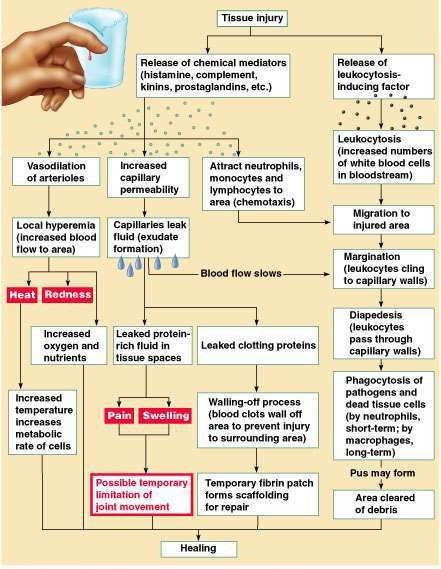 Tissue injury
Release of chemical mediators
(histamine, complement,
kinins, prostaglandins, etc.)
Release of
leukocytosis-
inducing factor
Vasodilation
of arterioles
Increased
capillary
permeability
Attract neutrophils,
monocytes and
lymphocytes to
area (chemotaxis)
Leukocytosis
(increased numbers
of white blood cells
in bloodstream)
Local hyperemia
(increased blood
flow to area)
Capillaries leak
fluid (exudate
formation)
Migration to
injured area
Heat
Redness
Blood flow slows
Margination
(leukocytes cling
to capillary walls)
Increased
oxygen and
nutrients
Leaked protein-
rich fluid in
tissue spaces
Leaked clotting proteins
Diapedesis
(leukocytes
pass through
capillary walls)
Increased
temperature
increases
metabolic
rate of cells
Pain
Swelling
Walling-off process
(blood clots wall off
area to prevent injury
to surrounding area)
Phagocytosis of
pathogens and
dead tissue cells
(by neutrophils,
short-term; by
macrophages,
long-term)
Possible temporary
limitation of
joint movement
Temporary fibrin patch
forms scaffolding
for repair
Pus may form
Area cleared
of debris
Healing